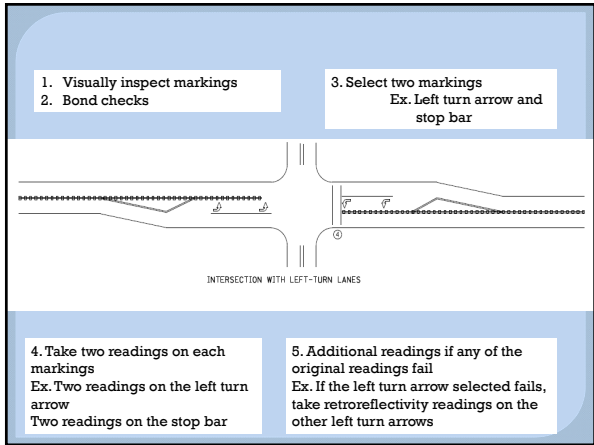 1. Visually inspect markings
2. Bond checks
3. Select two markings
Ex. Left turn arrow and
stop bar
4
INTERSECTION WITH LEFT-TURN LANES
4. Take two readings on each
markings
Ex. Two readings on the left turn
arrow
Two readings on the stop bar
5. Additional readings if any of the
original readings fail
Ex. If the left turn arrow selected fails,
take retroreflectivity readings on the
other left turn arrows